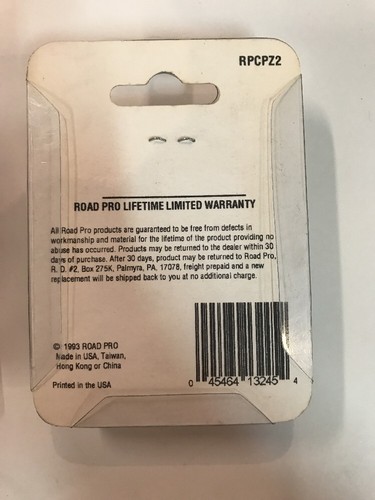 RPCPZ2
ROAD PRO LIFETIME LIMITED WARRANTY
All Road Pro products are guaranteed to be free from defects in
workmanship and material for the lifetime of the product providing no
abuse has occurred. Products may be returned to the dealer within 30
days of purchase. After 30 days, product may be returned to Road Pro,
R. D. #2, Box 275K, Palmyra, PA, 17078, freight prepaid and a new
replacement will be shipped back to you at no additional charge.
© 1993 ROAD PRO
Made in USA, Taiwan,
Hong Kong or China
Printed in the USA
0 45464 13245 4